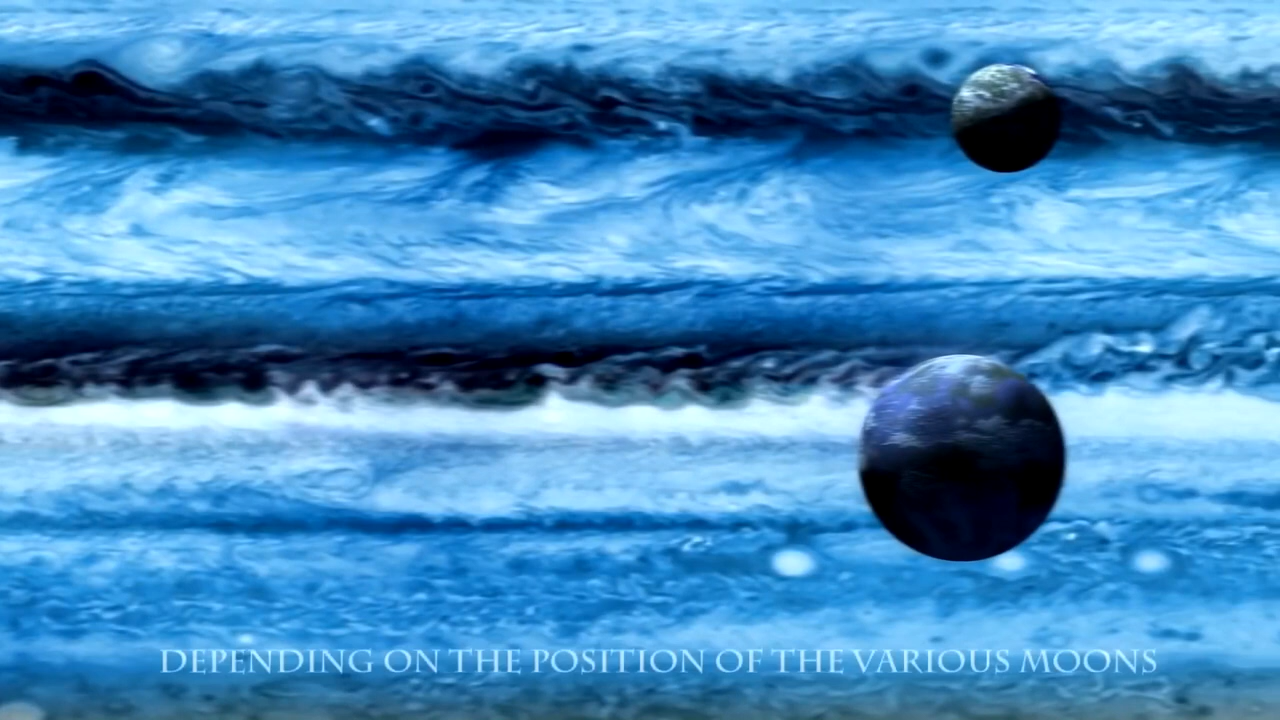 DEPENDING ON THE POSITION OF THE VARIOUS MOONS